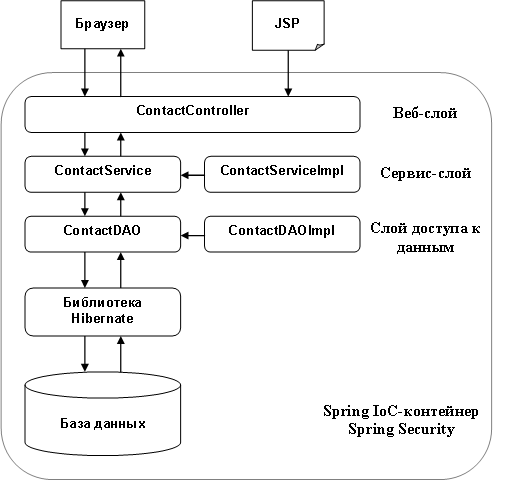 Браузер
JSP
ContactController
Веб-слой
ContactService
ContactServiceImpl
Сервис-слой
ContactDAO
ContactDAOImpl
Слой доступа к
данным
Библиотека
Hibernate
База данных
Spring IoC-контейнер
Spring Security